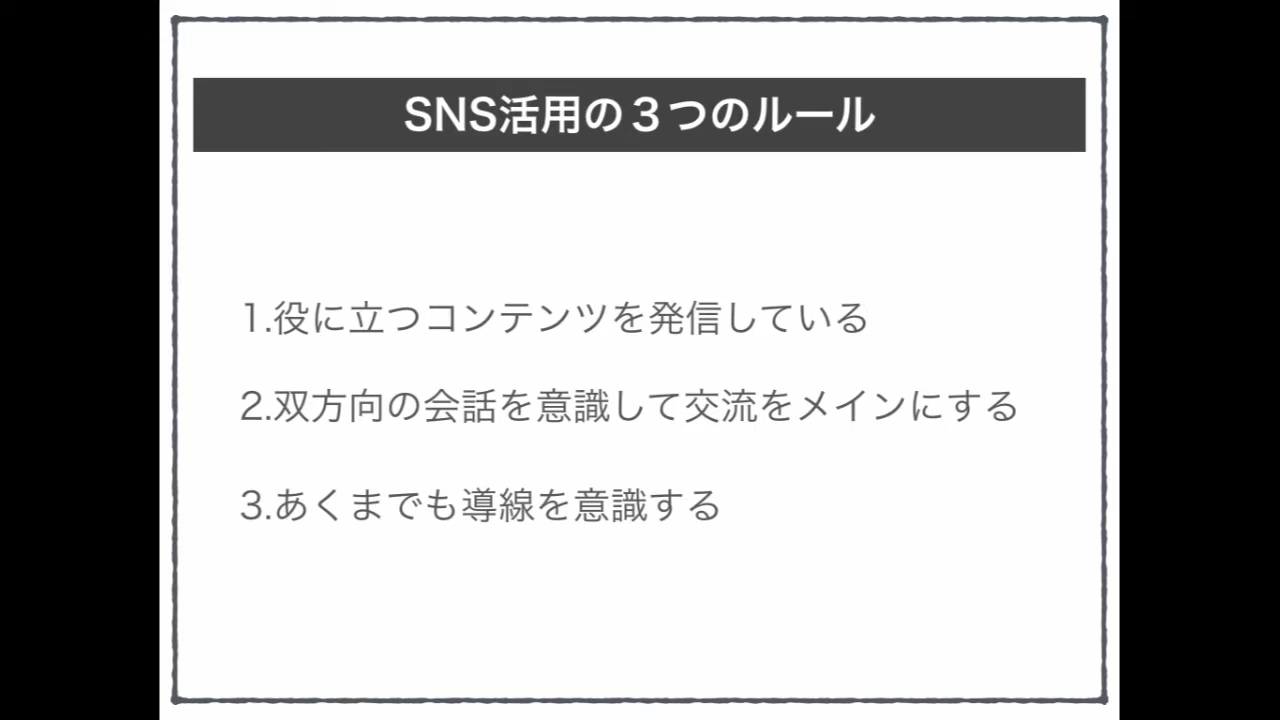 SNS活用の３つのルール
1.役に立つコンテンツを発信している
2.双方向の会話を意識して交流をメインにする
3.あくまでも導線を意識する